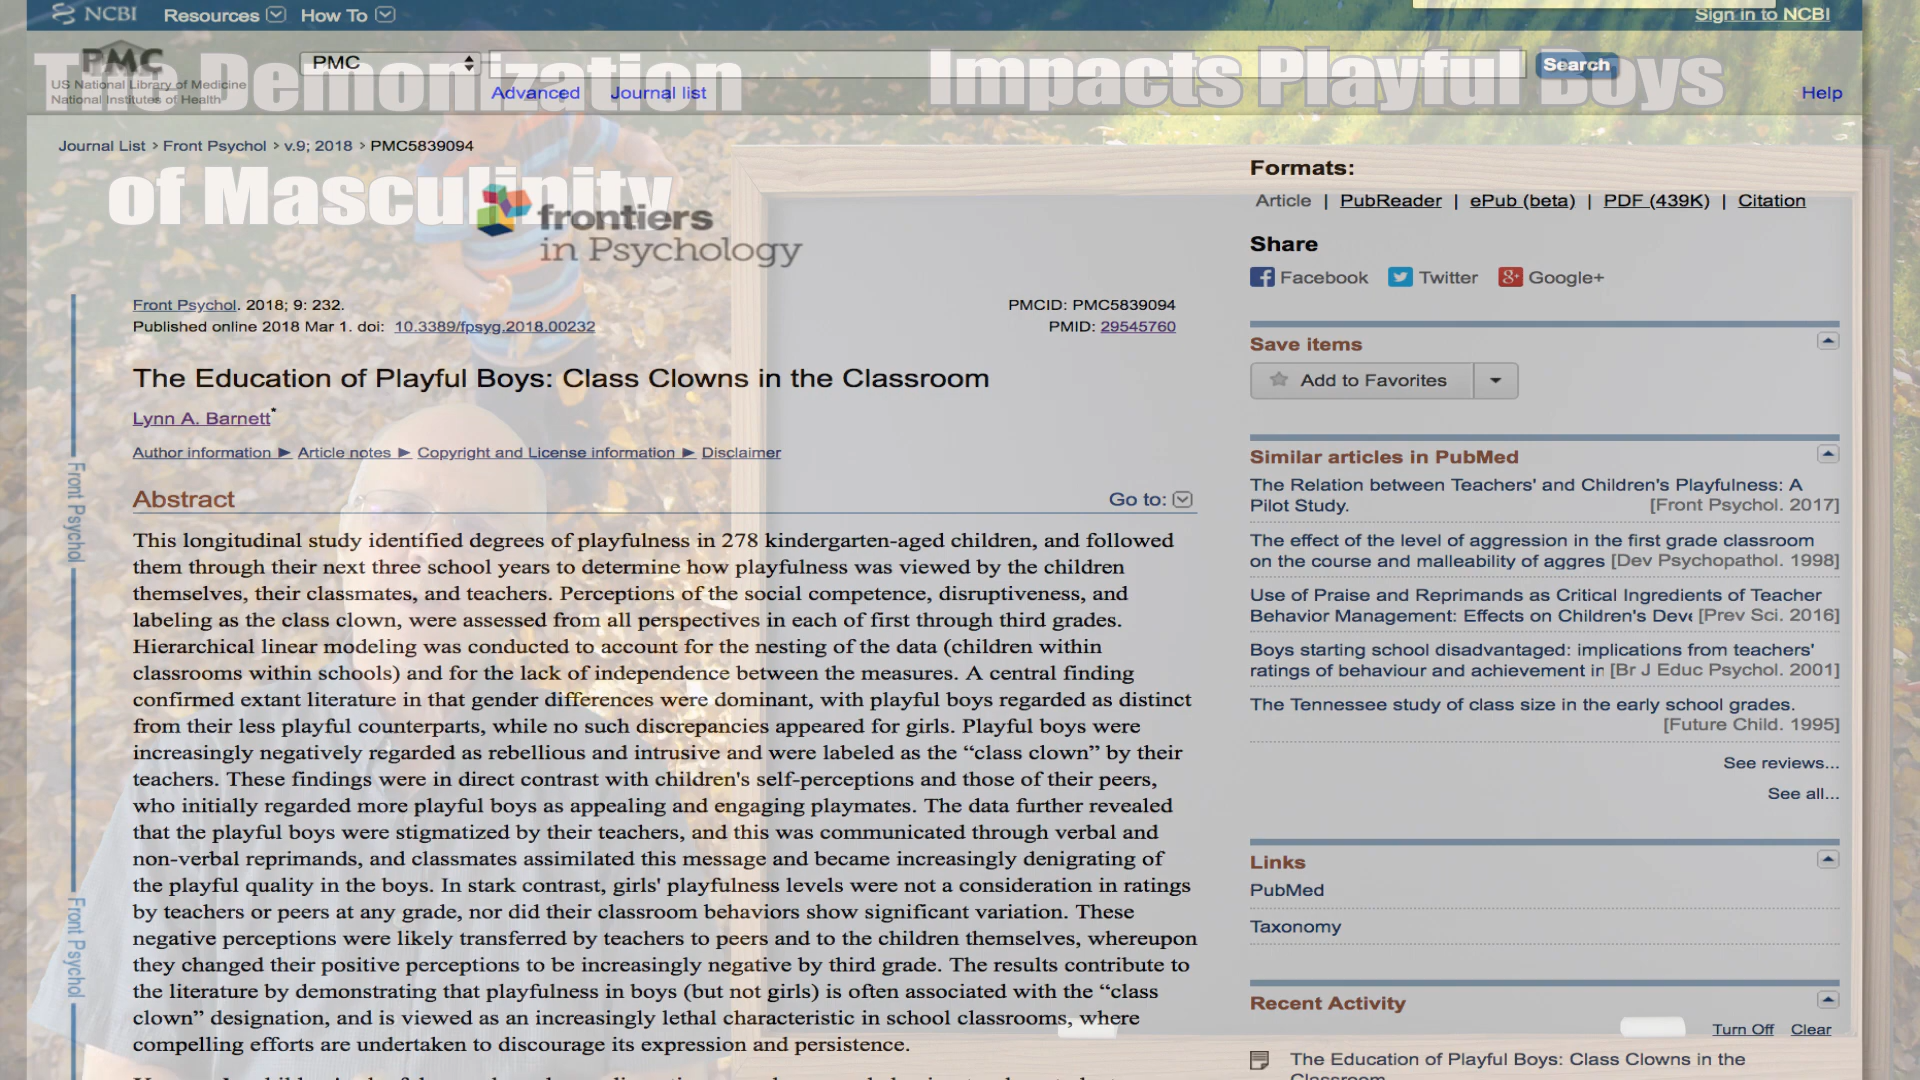 NCBI Resources How To Sign in to NCBI
PMC
US National Library of Medicine
National Institutes of Health
PMC
Search
Advanced Journal list
Help
The Demonization
of Masculinity
Impacts Playful Boys
Journal List > Front Psychol > v.9; 2018 > PMC5839094
frontiers
in Psychology
Front Psychol. 2018; 9: 232.
Published online 2018 Mar 1. doi: 10.3389/fpsyg.2018.00232
PMCID: PMC5839094
PMID: 29545760
The Education of Playful Boys: Class Clowns in the Classroom
Lynn A. Barnett*
Author information ► Article notes ► Copyright and License information ► Disclaimer
Abstract
Go to:
This longitudinal study identified degrees of playfulness in 278 kindergarten-aged children, and followed
them through their next three school years to determine how playfulness was viewed by the children
themselves, their classmates, and teachers. Perceptions of the social competence, disruptiveness, and
labeling as the class clown, were assessed from all perspectives in each of first through third grades.
Hierarchical linear modeling was conducted to account for the nesting of the data (children within
classrooms within schools) and for the lack of independence between the measures. A central finding
confirmed extant literature in that gender differences were dominant, with playful boys regarded as distinct
from their less playful counterparts, while no such discrepancies appeared for girls. Playful boys were
increasingly negatively regarded as rebellious and intrusive and were labeled as the “class clown” by their
teachers. These findings were in direct contrast with children's self-perceptions and those of their peers,
who initially regarded more playful boys as appealing and engaging playmates. The data further revealed
that the playful boys were stigmatized by their teachers, and this was communicated through verbal and
non-verbal reprimands, and classmates assimilated this message and became increasingly denigrating of
the playful quality in the boys. In stark contrast, girls' playfulness levels were not a consideration in ratings
by teachers or peers at any grade, nor did their classroom behaviors show significant variation. These
negative perceptions were likely transferred by teachers to peers and to the children themselves, whereupon
they changed their positive perceptions to be increasingly negative by third grade. The results contribute to
the literature by demonstrating that playfulness in boys (but not girls) is often associated with the “class
clown” designation, and is viewed as an increasingly lethal characteristic in school classrooms, where
compelling efforts are undertaken to discourage its expression and persistence.
Front Psychol
Front Psychol
Formats:
Article | PubReader | ePub (beta) | PDF (439K) | Citation
Share
Facebook Twitter Google+
Save items
Add to Favorites
Similar articles in PubMed
The Relation between Teachers' and Children's Playfulness: A
Pilot Study. [Front Psychol. 2017]
The effect of the level of aggression in the first grade classroom
on the course and malleability of aggres [Dev Psychopathol. 1998]
Use of Praise and Reprimands as Critical Ingredients of Teacher
Behavior Management: Effects on Children's Deve [Prev Sci. 2016]
Boys starting school disadvantaged: implications from teachers'
ratings of behaviour and achievement in [Br J Educ Psychol. 2001]
The Tennessee study of class size in the early school grades.
[Future Child. 1995]
See reviews...
See all...
Links
PubMed
Taxonomy
Recent Activity
Turn Off Clear
The Education of Playful Boys: Class Clowns in the
Classroom